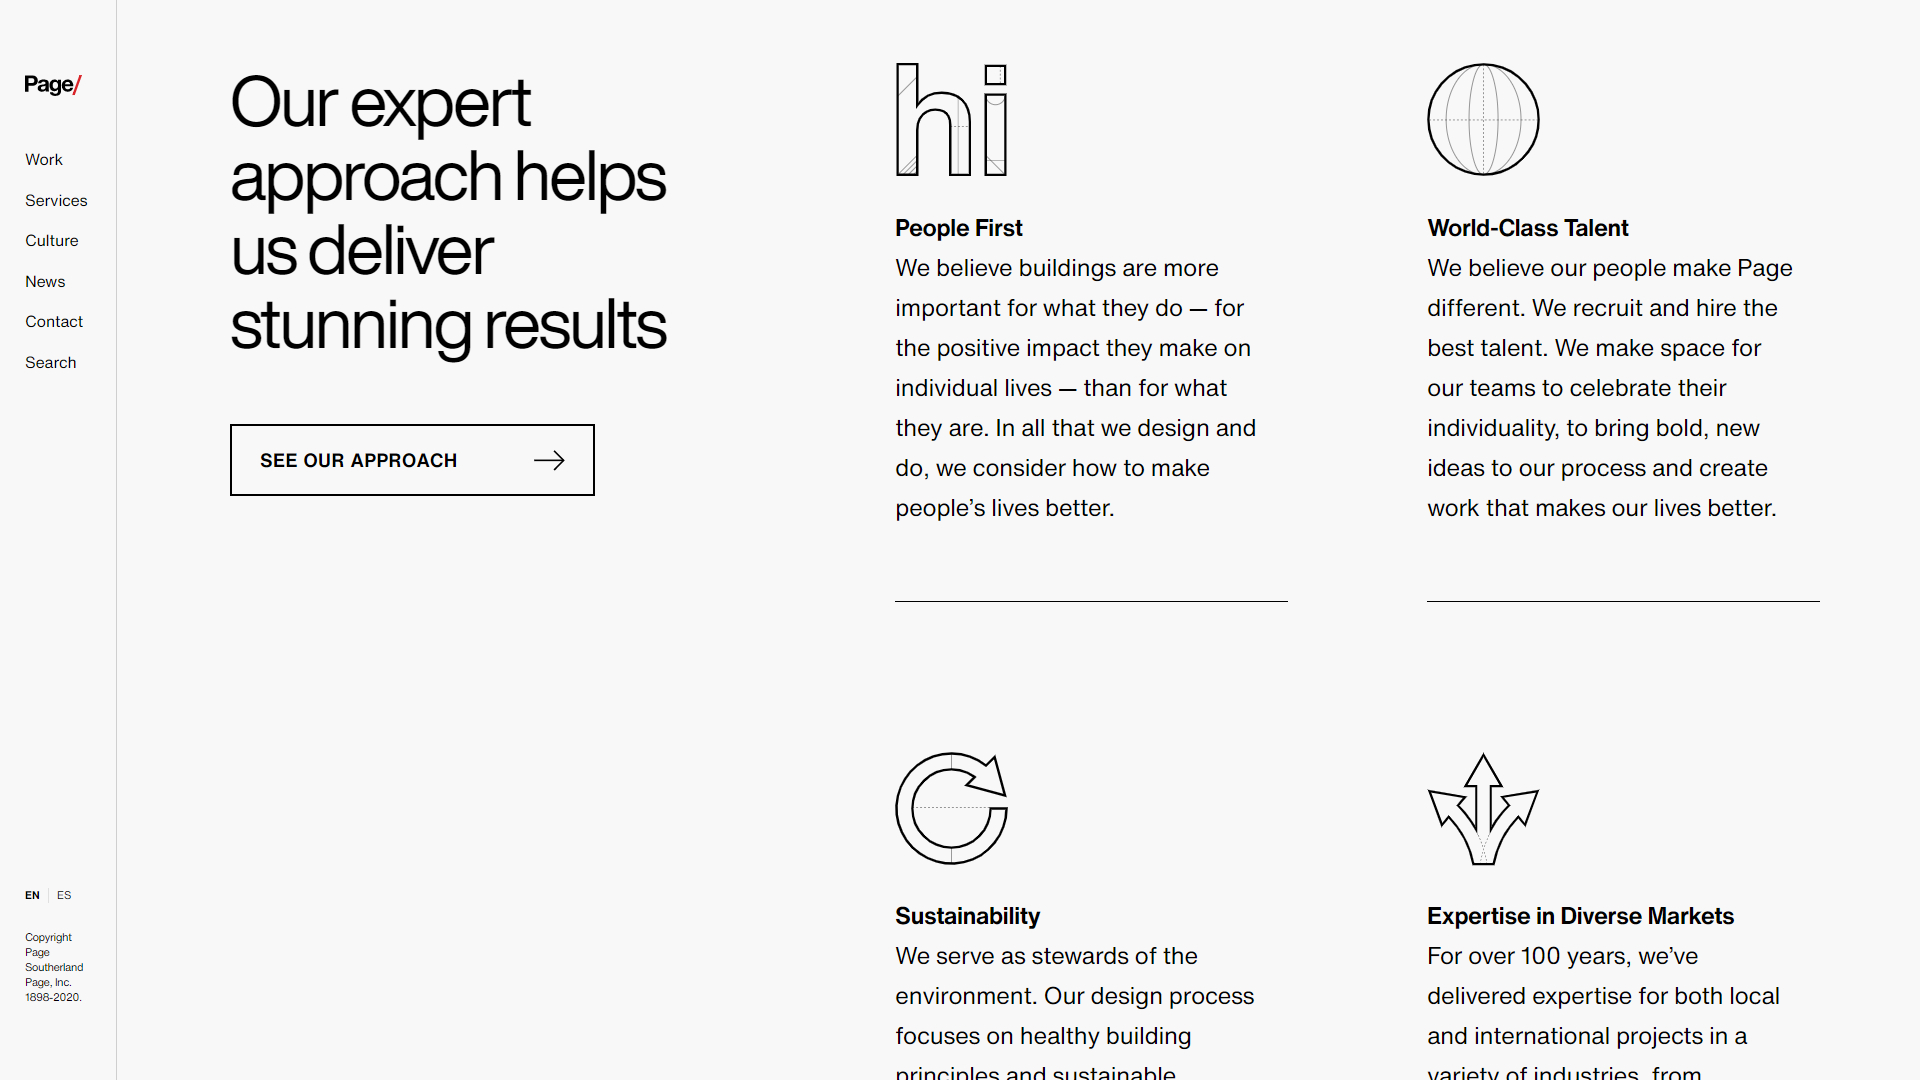 Page/
Work
Services
Culture
News
Contact
Search
EN
ES
Copyright
Page
Southerland
Page, Inc.
1898-2020.
Our expert
approach helps
us deliver
stunning results
SEE OUR APPROACH
hi
People First
We believe buildings are more
important for what they do — for
the positive impact they make on
individual lives — than for what
they are. In all that we design and
do, we consider how to make
people’s lives better.
World-Class Talent
We believe our people make Page
different. We recruit and hire the
best talent. We make space for
our teams to celebrate their
individuality, to bring bold, new
ideas to our process and create
work that makes our lives better.
Sustainability
We serve as stewards of the
environment. Our design process
focuses on healthy building
principles and sustainable
Expertise in Diverse Markets
For over 100 years, we’ve
delivered expertise for both local
and international projects in a
variety of industries, from